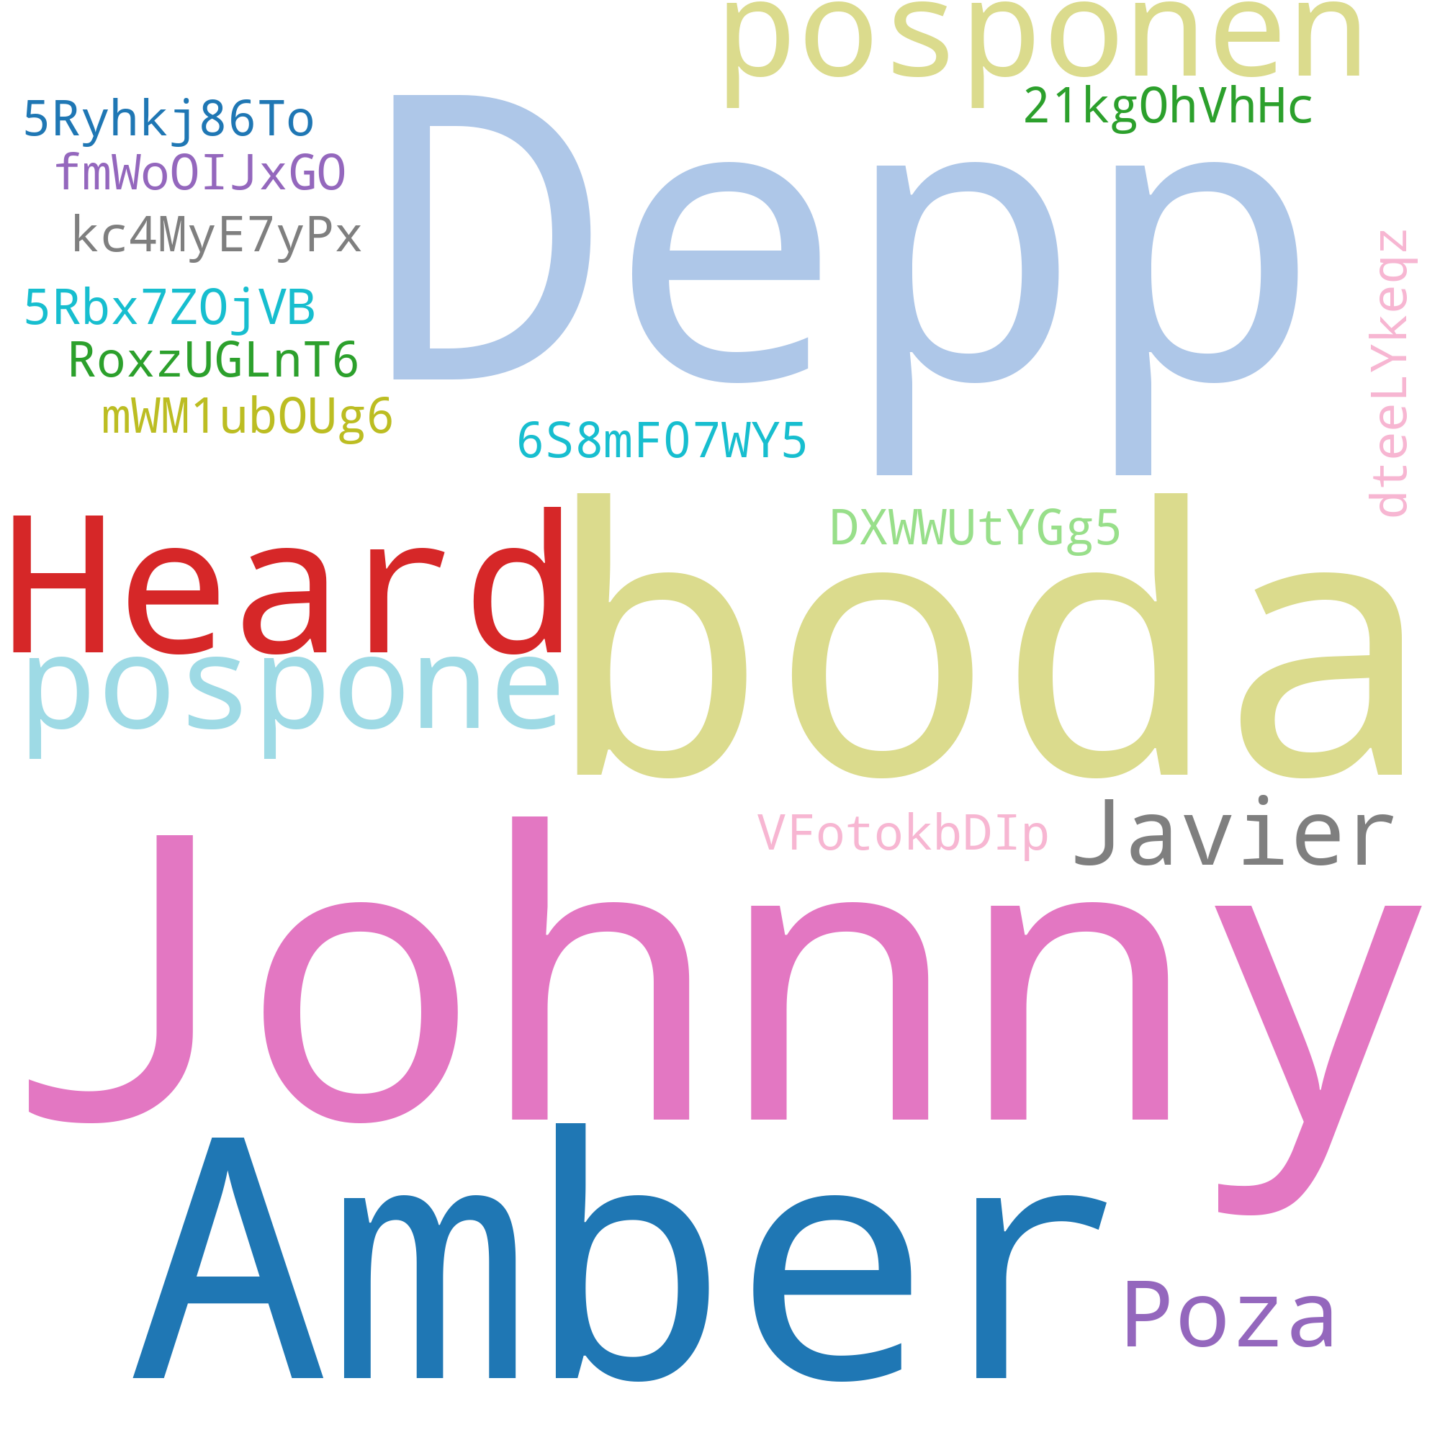 posponen
21kgOhVhHc
5Ryhkj86To
fmWoOIJxGO
kc4MyE7yPx
5Rbx7ZOjVB
RoxzUGLnT6
mWM1ubOUg6
Depp
6S8mF07WY5
dteeLYkeqz
Heard
pospone
DXWWUtYGg5
boda
VFotokbDIp
Javier
Johnny
Amber
Poza